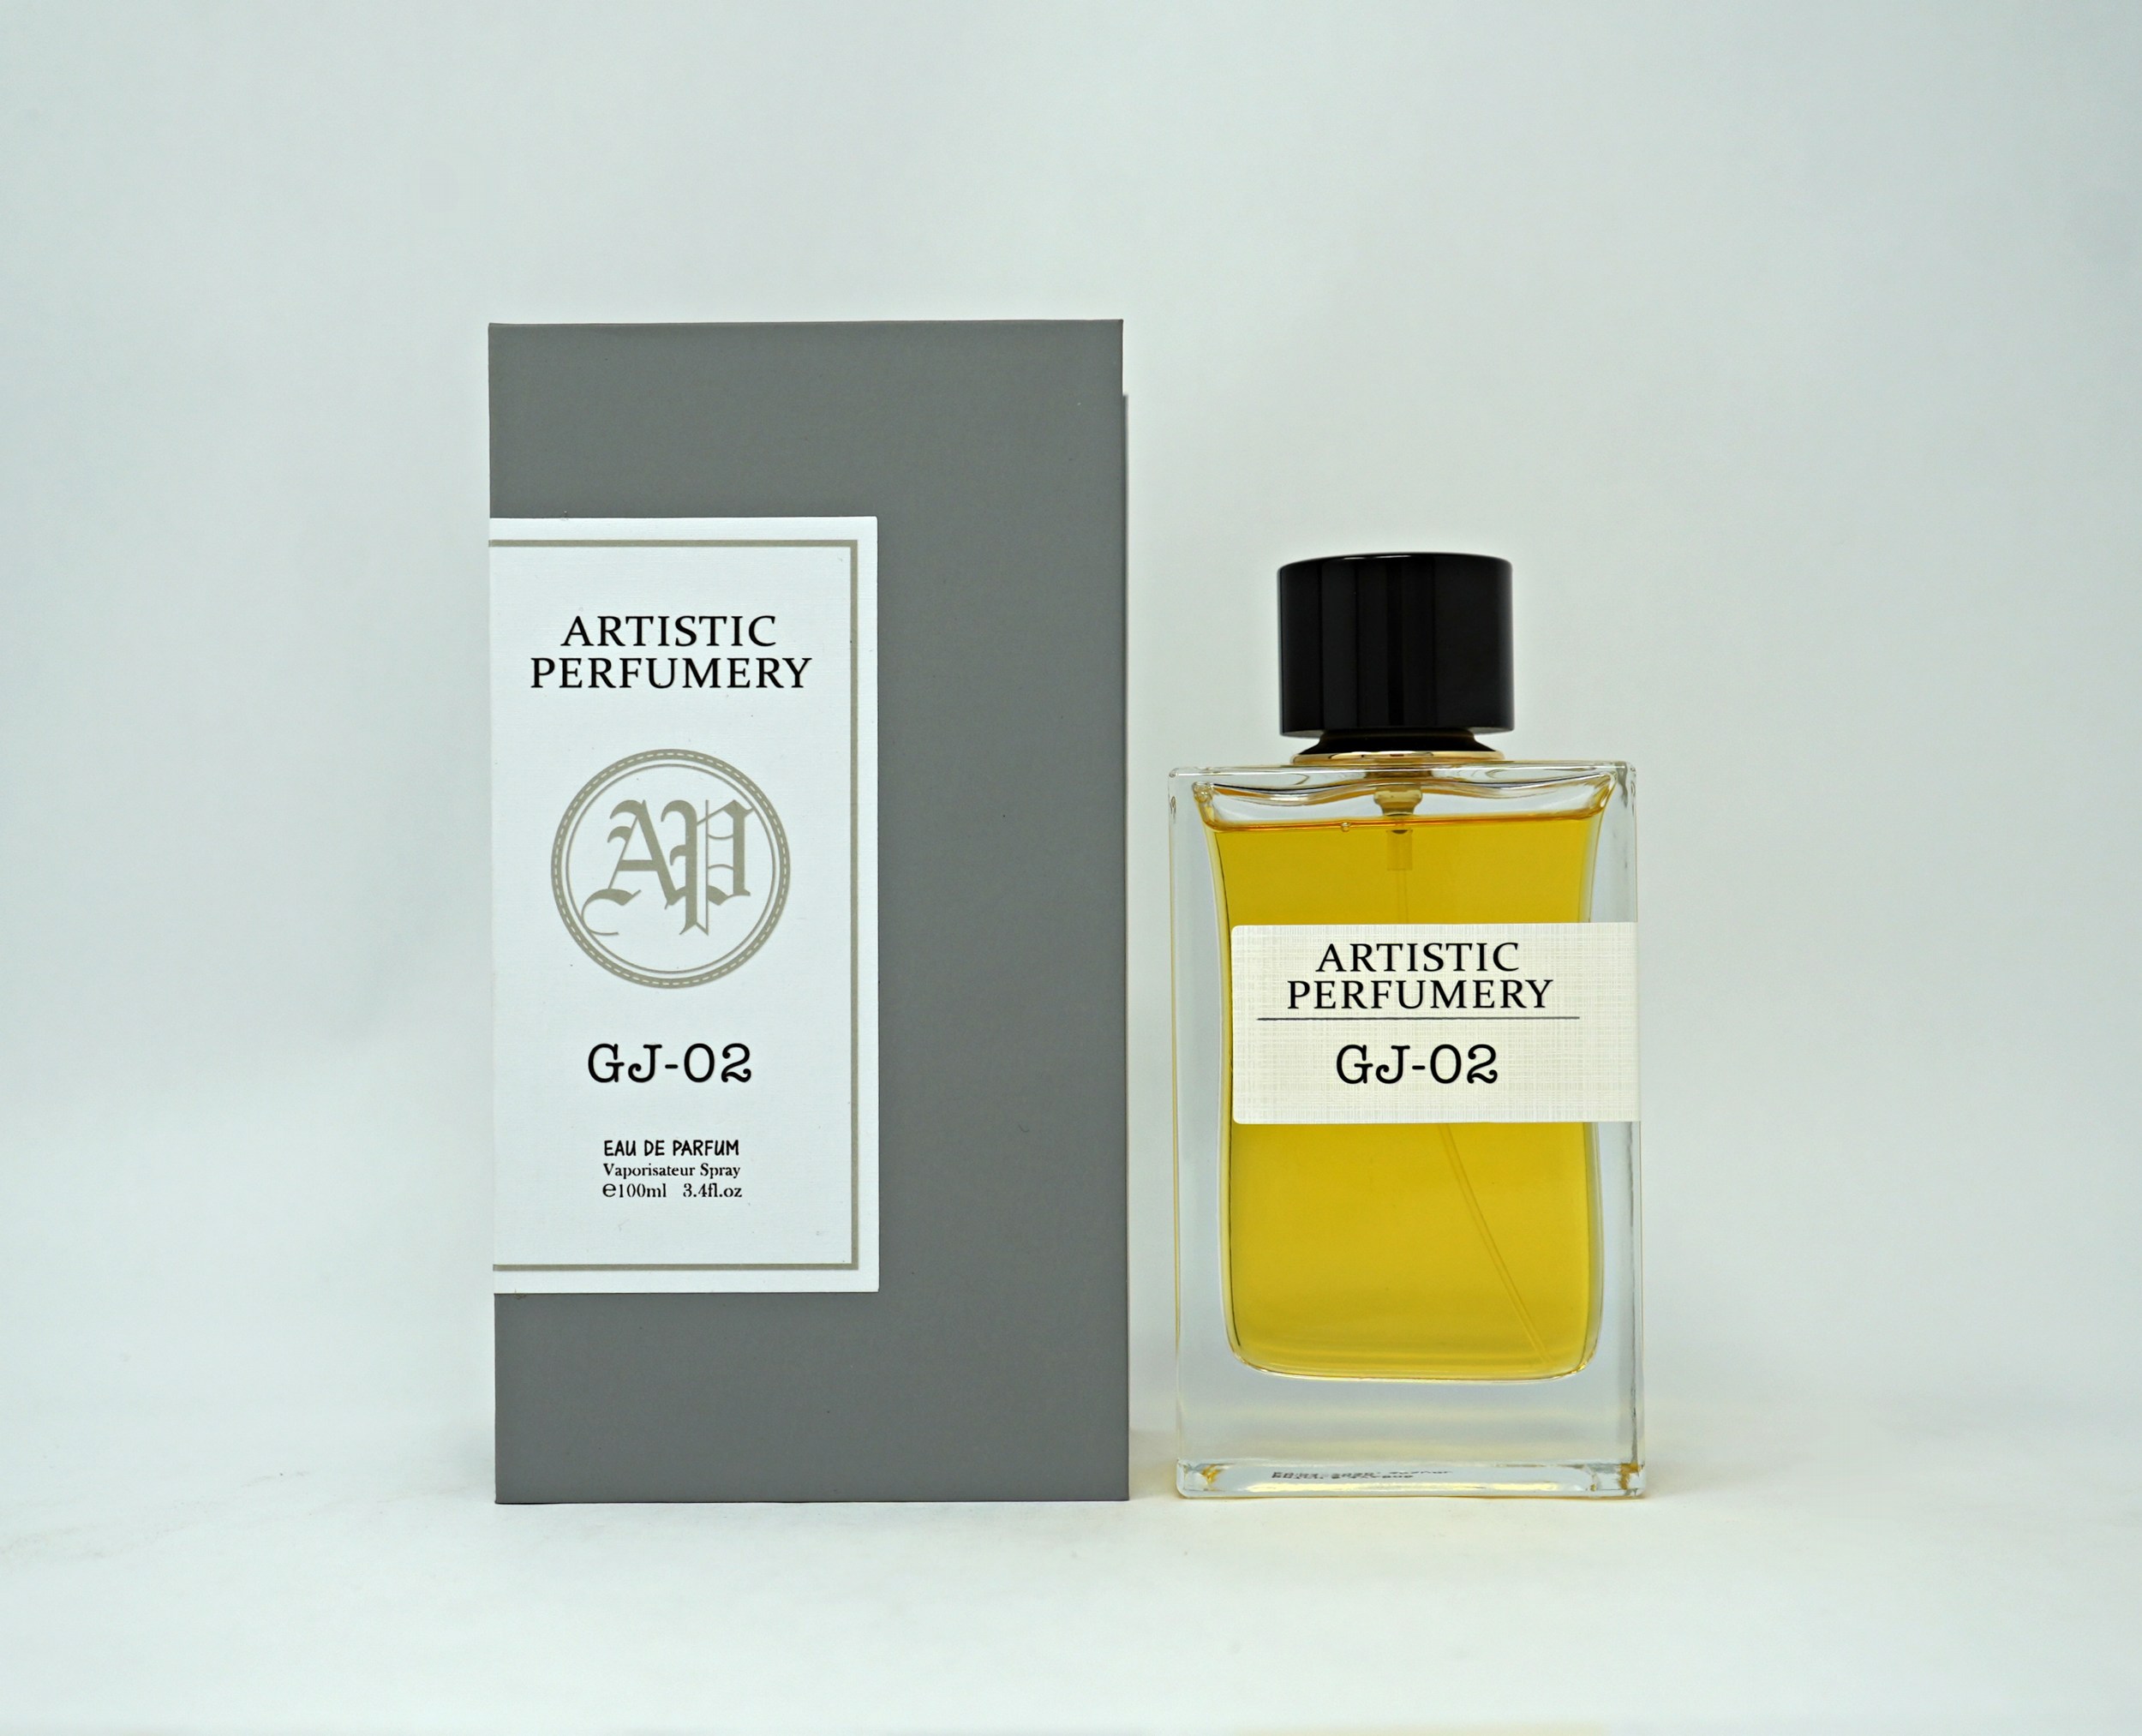 ARTISTIC
PERFUMERY
AP
GJ-02
EAU DE PARFUM
Vaporisateur Spray
℮100ml 3.4fl.oz
ARTISTIC
PERFUMERY
GJ-02